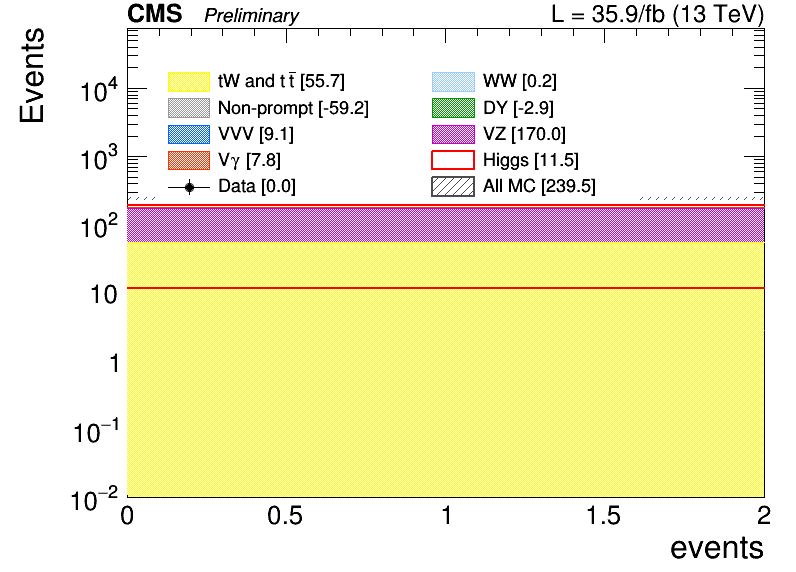 CMS Preliminary L = 35.9/fb (13 TeV)
Events
tW and t t̅ [55.7] WW [0.2]
Non-prompt [-59.2] DY [-2.9]
VVV [9.1] VZ [170.0]
Vγ [7.8] Higgs [11.5]
Data [0.0] All MC [239.5]
10⁴
10³
10²
10
1
10⁻¹
10⁻²
0 0.5 1 1.5 2
events